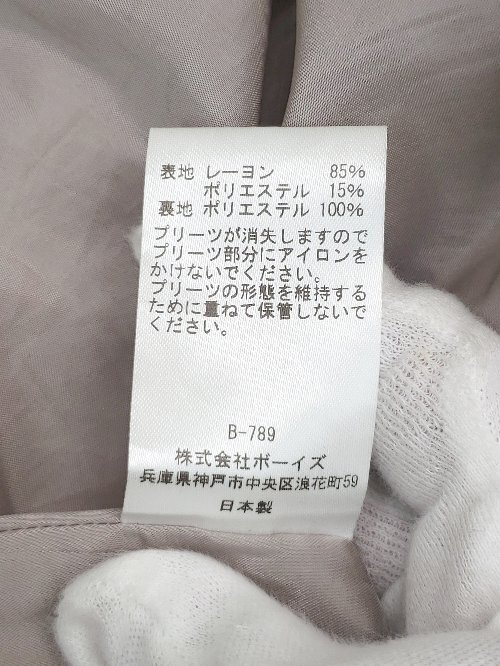 表地 レーヨン 85%
ポリエステル 15%
裏地 ポリエステル 100%
プリーツが消失しますので
プリーツ部分にアイロンを
かけないでください。
プリーツの形態を維持する
ために重ねて保管しないで
ください。
B-789
株式会社ボーイズ
兵庫県神戸市中央区浪花町59
日本製